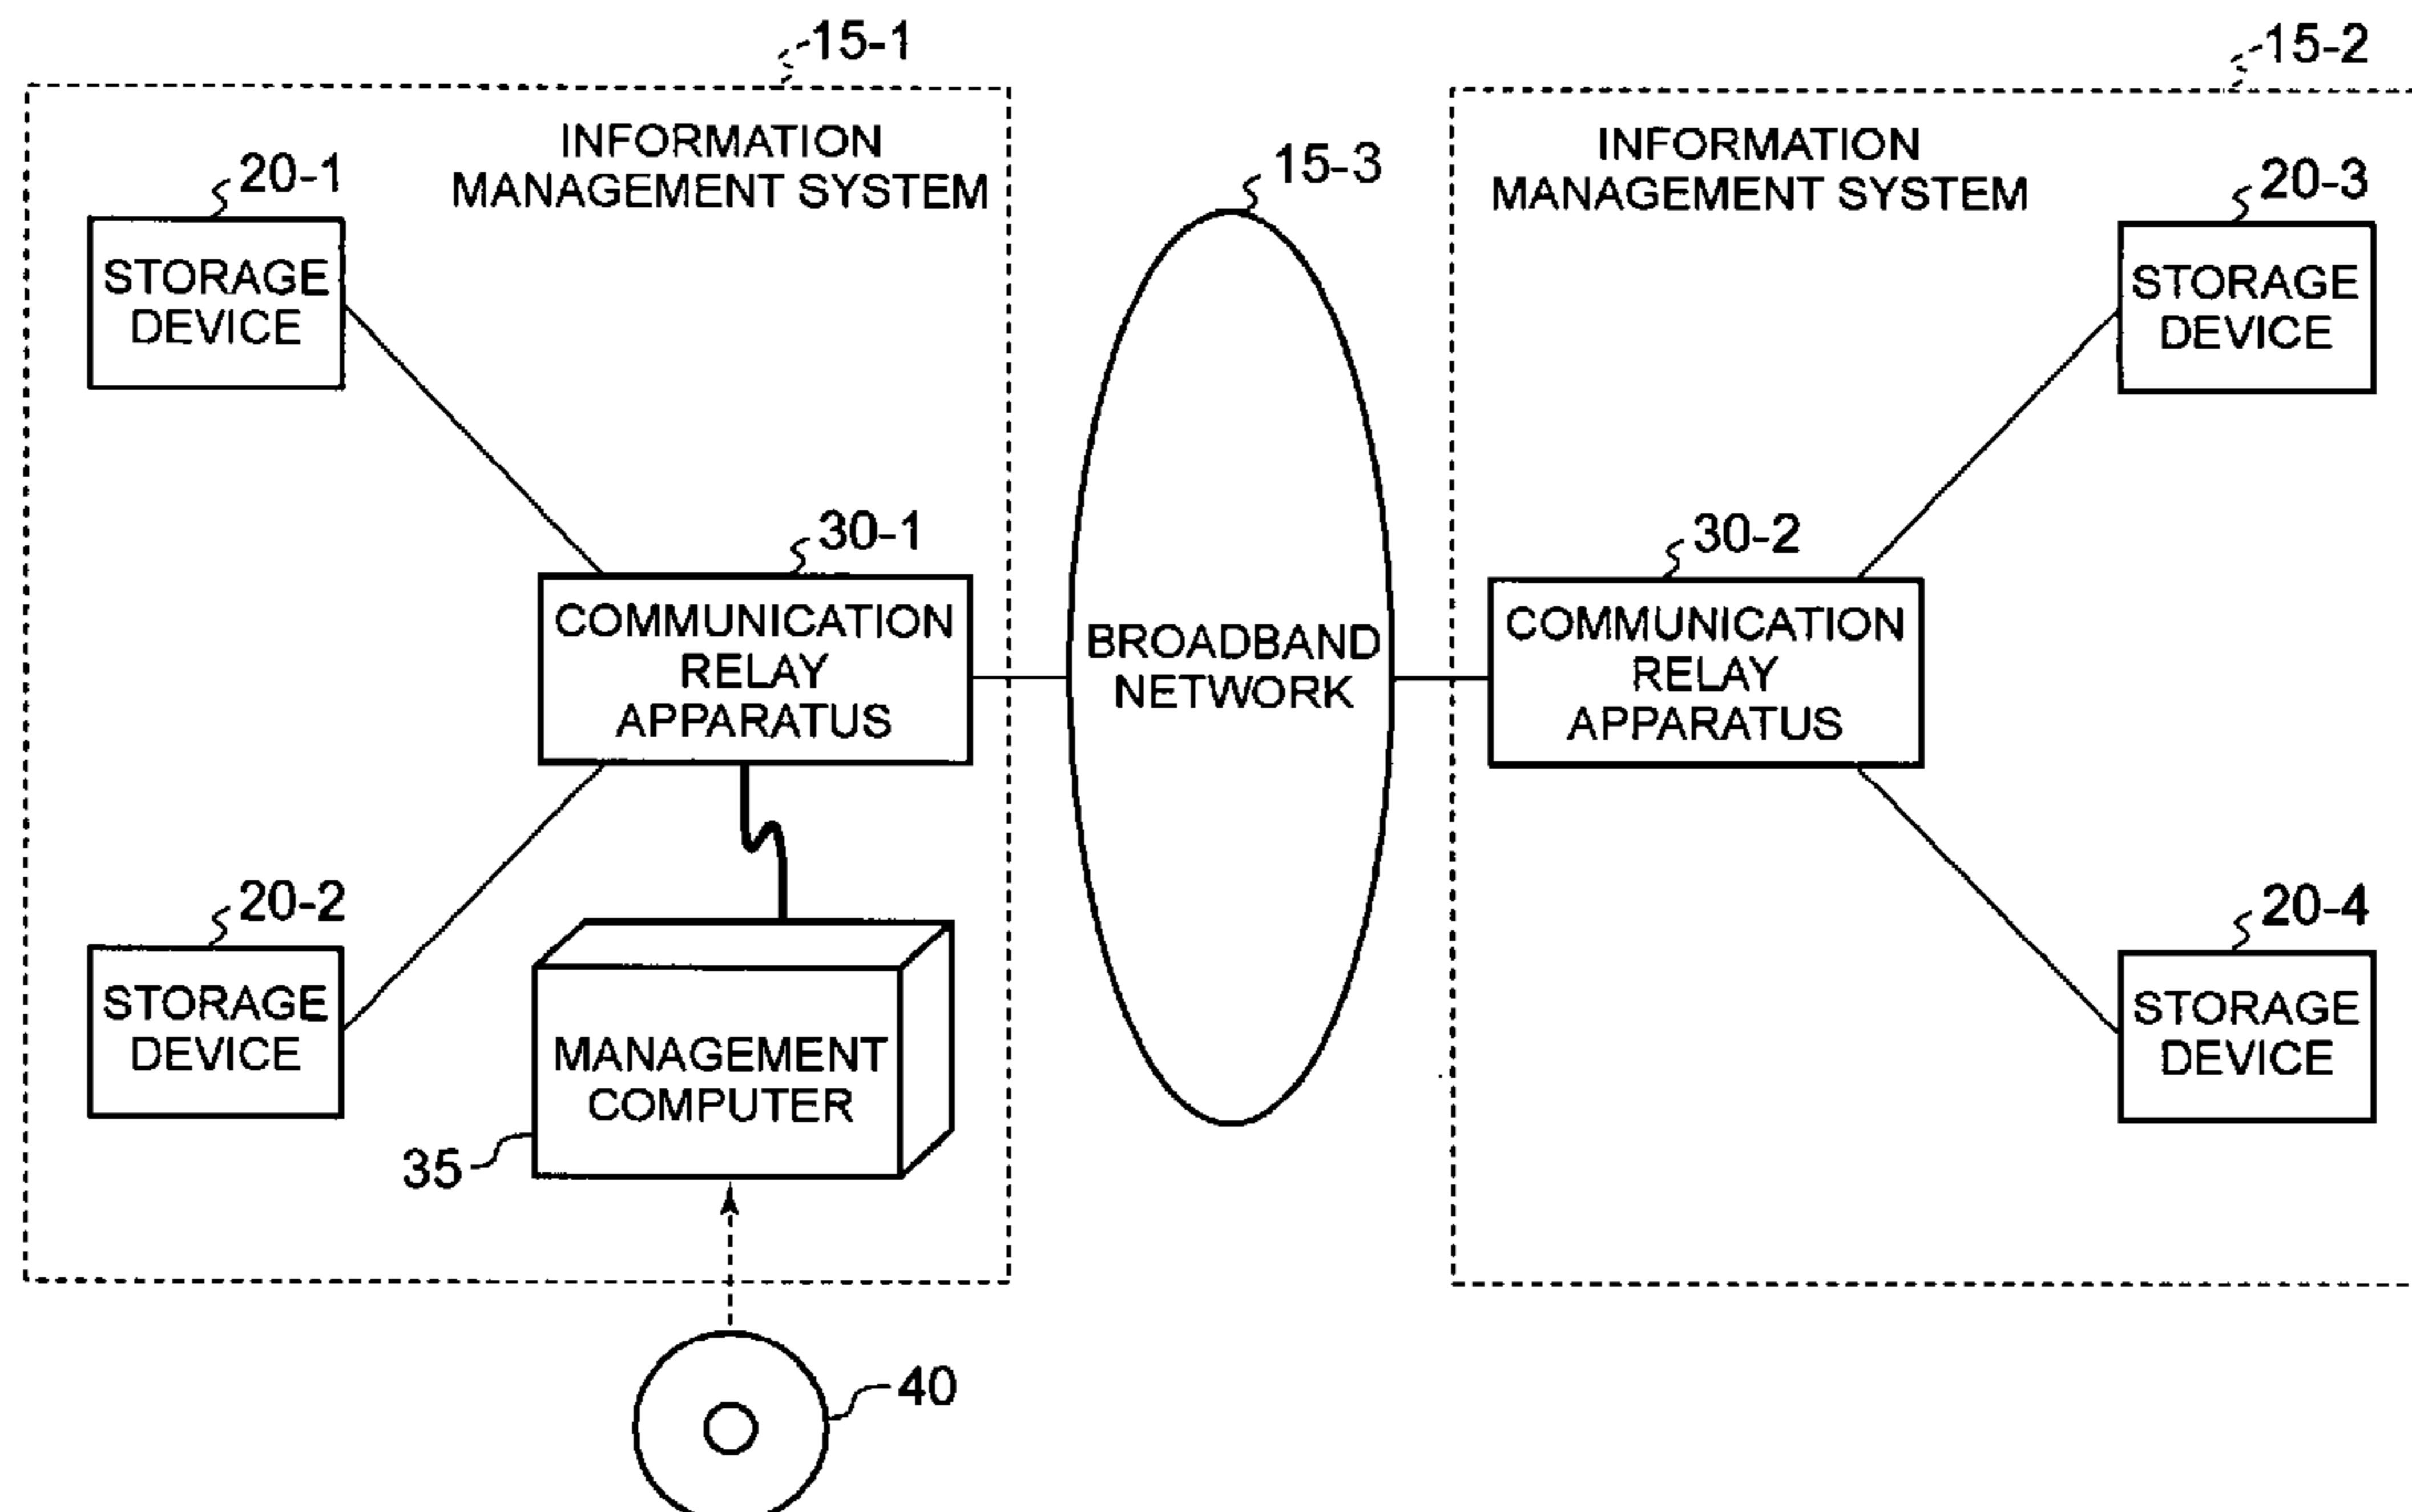 15-1
15-2
INFORMATION
MANAGEMENT SYSTEM
15-3
INFORMATION
MANAGEMENT SYSTEM
20-1
20-3
STORAGE
DEVICE
STORAGE
DEVICE
30-1
30-2
COMMUNICATION
RELAY
APPARATUS
BROADBAND
NETWORK
COMMUNICATION
RELAY
APPARATUS
20-2
20-4
STORAGE
DEVICE
MANAGEMENT
COMPUTER
STORAGE
DEVICE
35
40